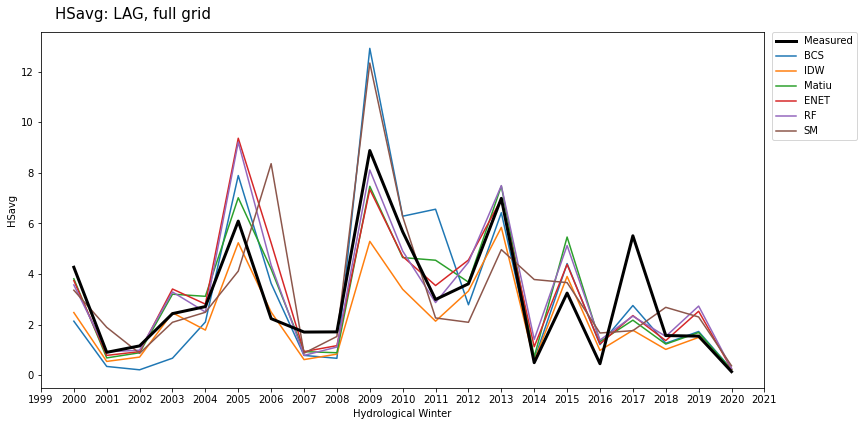 HSavg: LAG, full grid
Measured
BCS
IDW
Matiu
ENET
RF
SM
HSavg
12
10
8
6
4
2
0
1999 2000 2001 2002 2003 2004 2005 2006 2007 2008 2009 2010 2011 2012 2013 2014 2015 2016 2017 2018 2019 2020 2021
Hydrological Winter